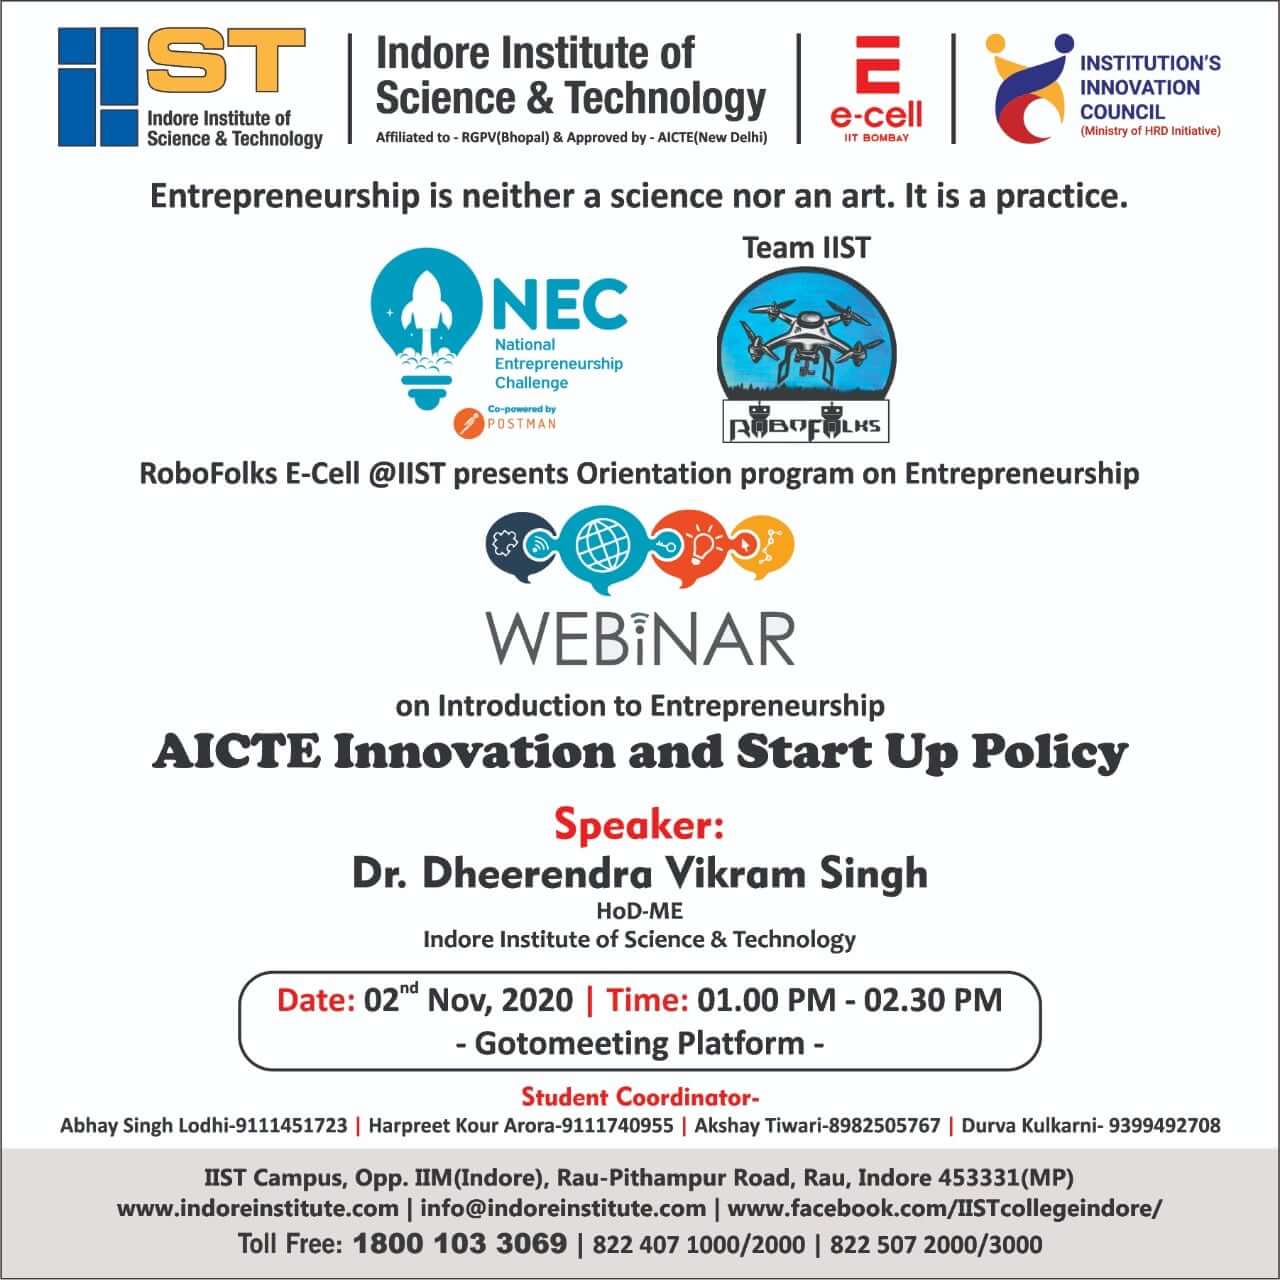 IIST
Indore Institute of
Science & Technology
Indore Institute of
Science & Technology
Affiliated to - RGPV(Bhopal) & Approved by - AICTE(New Delhi)
E
e-cell
IIT BOMBAY
INSTITUTION'S
INNOVATION
COUNCIL
(Ministry of HRD Initiative)
Entrepreneurship is neither a science nor an art. It is a practice.
NEC
National
Entrepreneurship
Challenge
Co-powered by
POSTMAN
Team IIST
ROBOFOLKS
RoboFolks E-Cell @IIST presents Orientation program on Entrepreneurship
WEBiNAR
on Introduction to Entrepreneurship
AICTE Innovation and Start Up Policy
Speaker:
Dr. Dheerendra Vikram Singh
HoD-ME
Indore Institute of Science & Technology
Date: 02nd Nov, 2020 | Time: 01.00 PM - 02.30 PM
- Gotomeeting Platform -
Student Coordinator-
Abhay Singh Lodhi-9111451723 | Harpreet Kour Arora-9111740955 | Akshay Tiwari-8982505767 | Durva Kulkarni- 9399492708
IIST Campus, Opp. IIM(Indore), Rau-Pithampur Road, Rau, Indore 453331(MP)
www.indoreinstitute.com | info@indoreinstitute.com | www.facebook.com/IISTcollegeindore/
Toll Free: 1800 103 3069 | 822 407 1000/2000 | 822 507 2000/3000